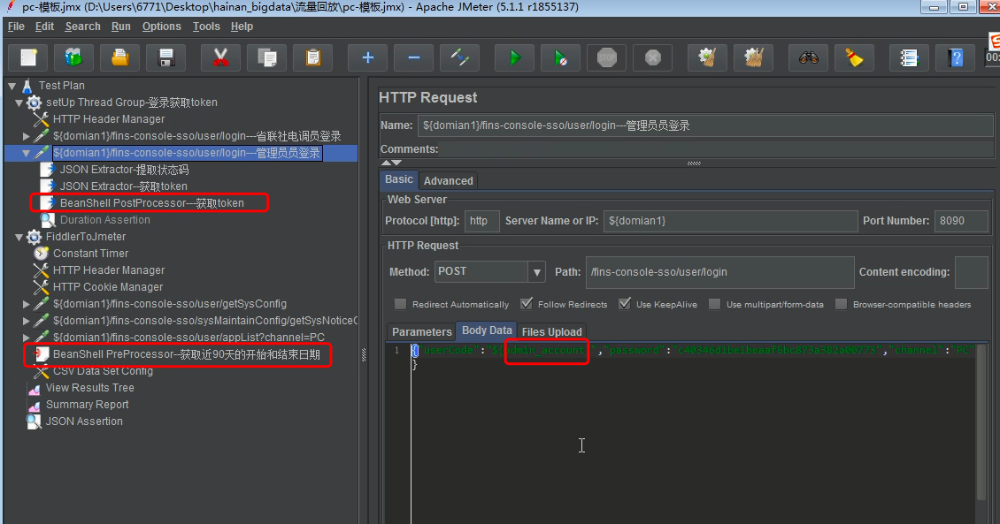 pc-模板.jmx (D:\Users\6771\Desktop\hainan_bigdata\流量回放\pc-模板.jmx) - Apache JMeter (5.1.1 r1855137)
File Edit Search Run Options Tools Help
STOP
00:
Test Plan
setUp Thread Group-登录获取token
HTTP Header Manager
${domian1}/fins-console-sso/user/login---省联社电调员登录
${domian1}/fins-console-sso/user/login---管理员员登录
JSON Extractor-提取状态码
JSON Extractor--获取token
BeanShell PostProcessor---获取token
Duration Assertion
FiddlerToJmeter
Constant Timer
HTTP Header Manager
HTTP Cookie Manager
${domian1}/fins-console-sso/user/getSysConfig
${domian1}/fins-console-sso/sysMaintainConfig/getSysNoticeC
${domian1}/fins-console-sso/user/appList?channel=PC
BeanShell PreProcessor--获取近90天的开始和结束日期
CSV Data Set Config
View Results Tree
Summary Report
JSON Assertion
HTTP Request
Name: ${domian1}/fins-console-sso/user/login---管理员员登录
Comments:
Basic Advanced
Web Server
Protocol [http]: http Server Name or IP: ${domian1} Port Number: 8090
HTTP Request
Method: POST Path: /fins-console-sso/user/login Content encoding:
Redirect Automatically Follow Redirects Use KeepAlive Use multipart/form-data Browser-compatible headers
Parameters Body Data Files Upload
1 {"userCode":"${admin_account}","password":"c40346d1be1beaaf6bc873a382a00773","channel":"PC"
}